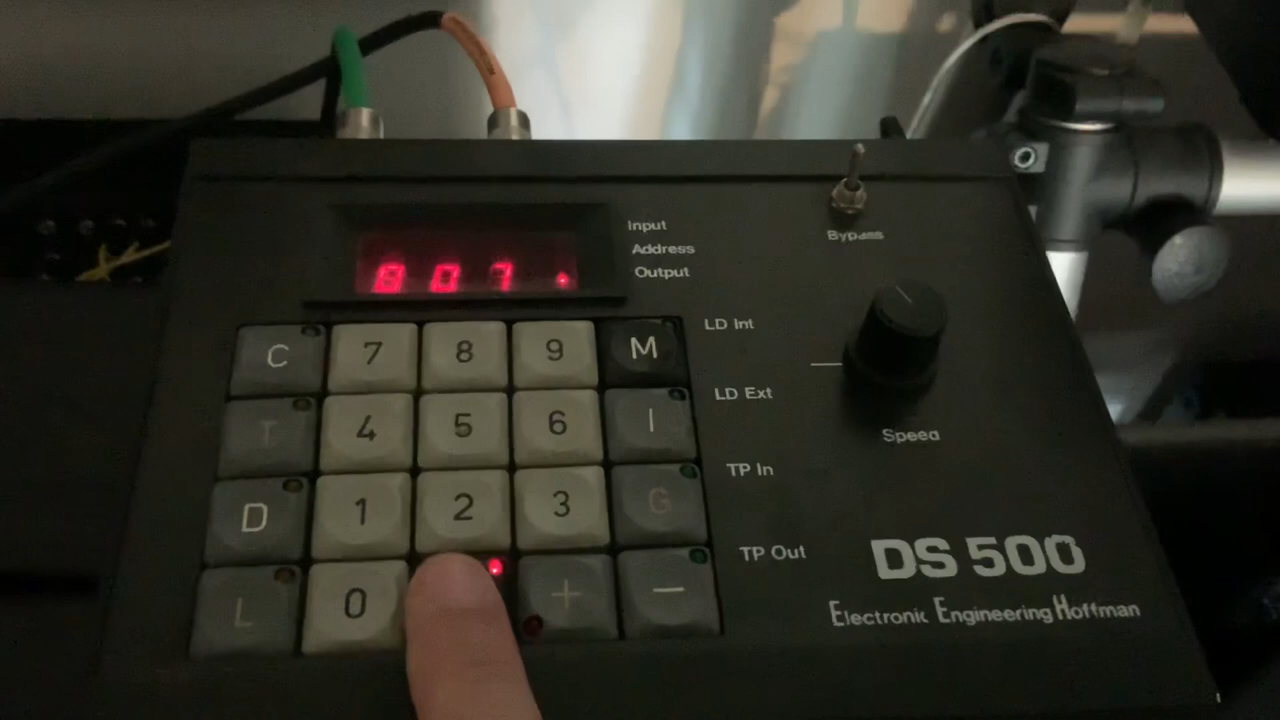 Input
Address
Output
Bypass
807.
LD Int
LD Ext
TP In
TP Out
Speed
C 7 8 9 M
T 4 5 6 I
D 1 2 3 G
L 0 + −
DS 500
Electronic Engineering Hoffman